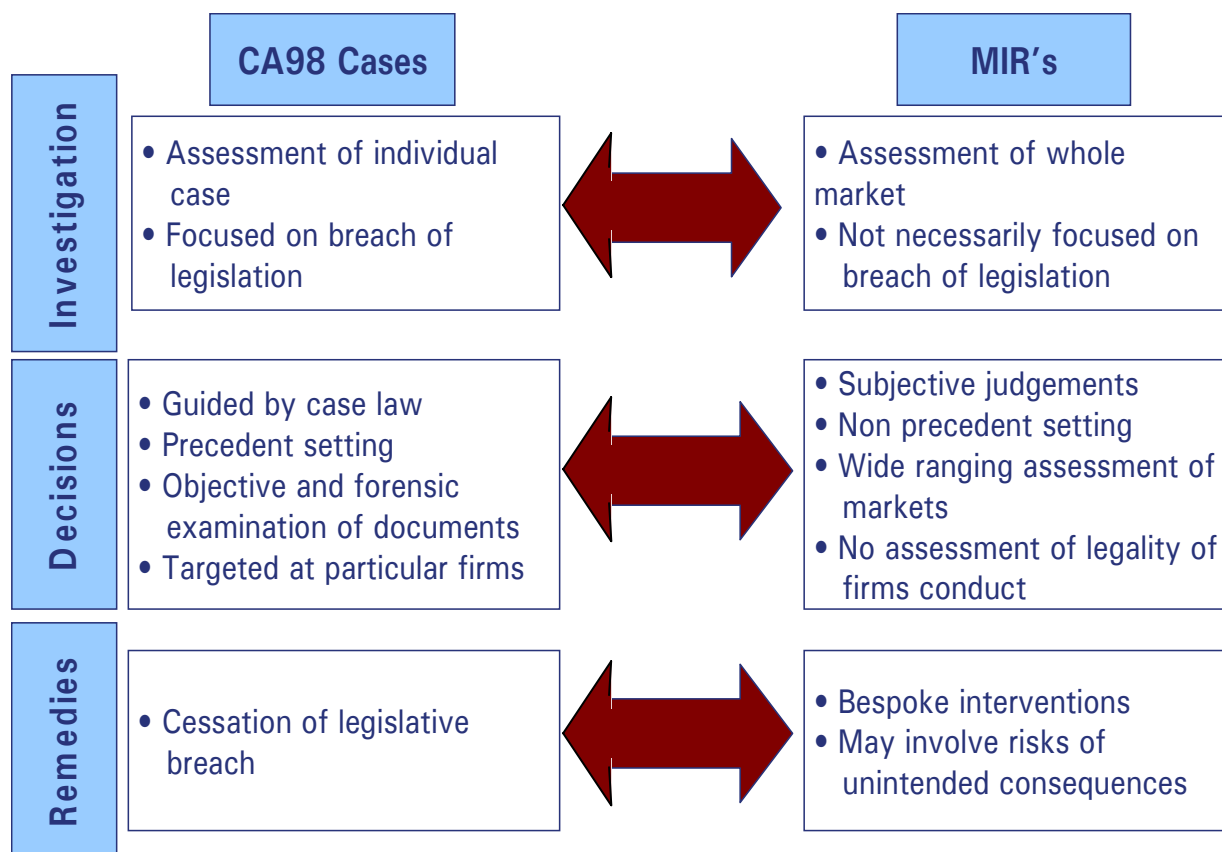 CA98 Cases
MIR's
Investigation
• Assessment of individual
case
• Focused on breach of
legislation
• Assessment of whole
market
• Not necessarily focused on
breach of legislation
Decisions
• Guided by case law
• Precedent setting
• Objective and forensic
examination of documents
• Targeted at particular firms
• Subjective judgements
• Non precedent setting
• Wide ranging assessment of
markets
• No assessment of legality of
firms conduct
Remedies
• Cessation of legislative
breach
• Bespoke interventions
• May involve risks of
unintended consequences